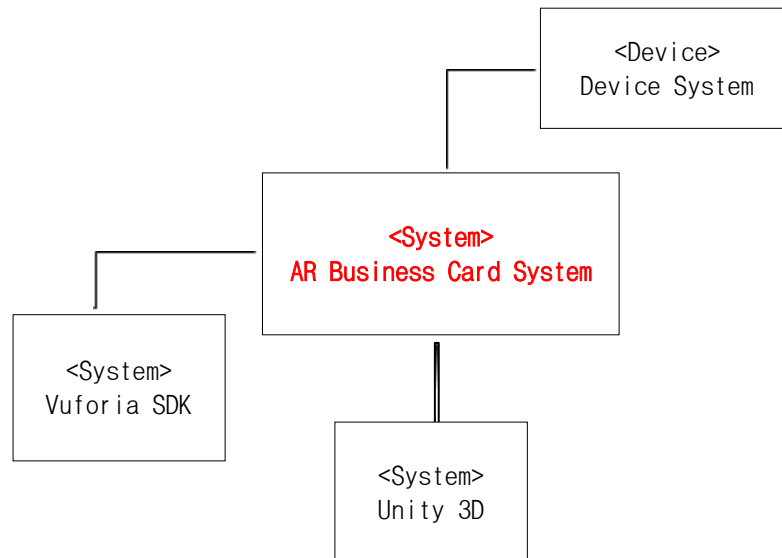 <Device>
Device System
<System>
AR Business Card System
<System>
Vuforia SDK
<System>
Unity 3D